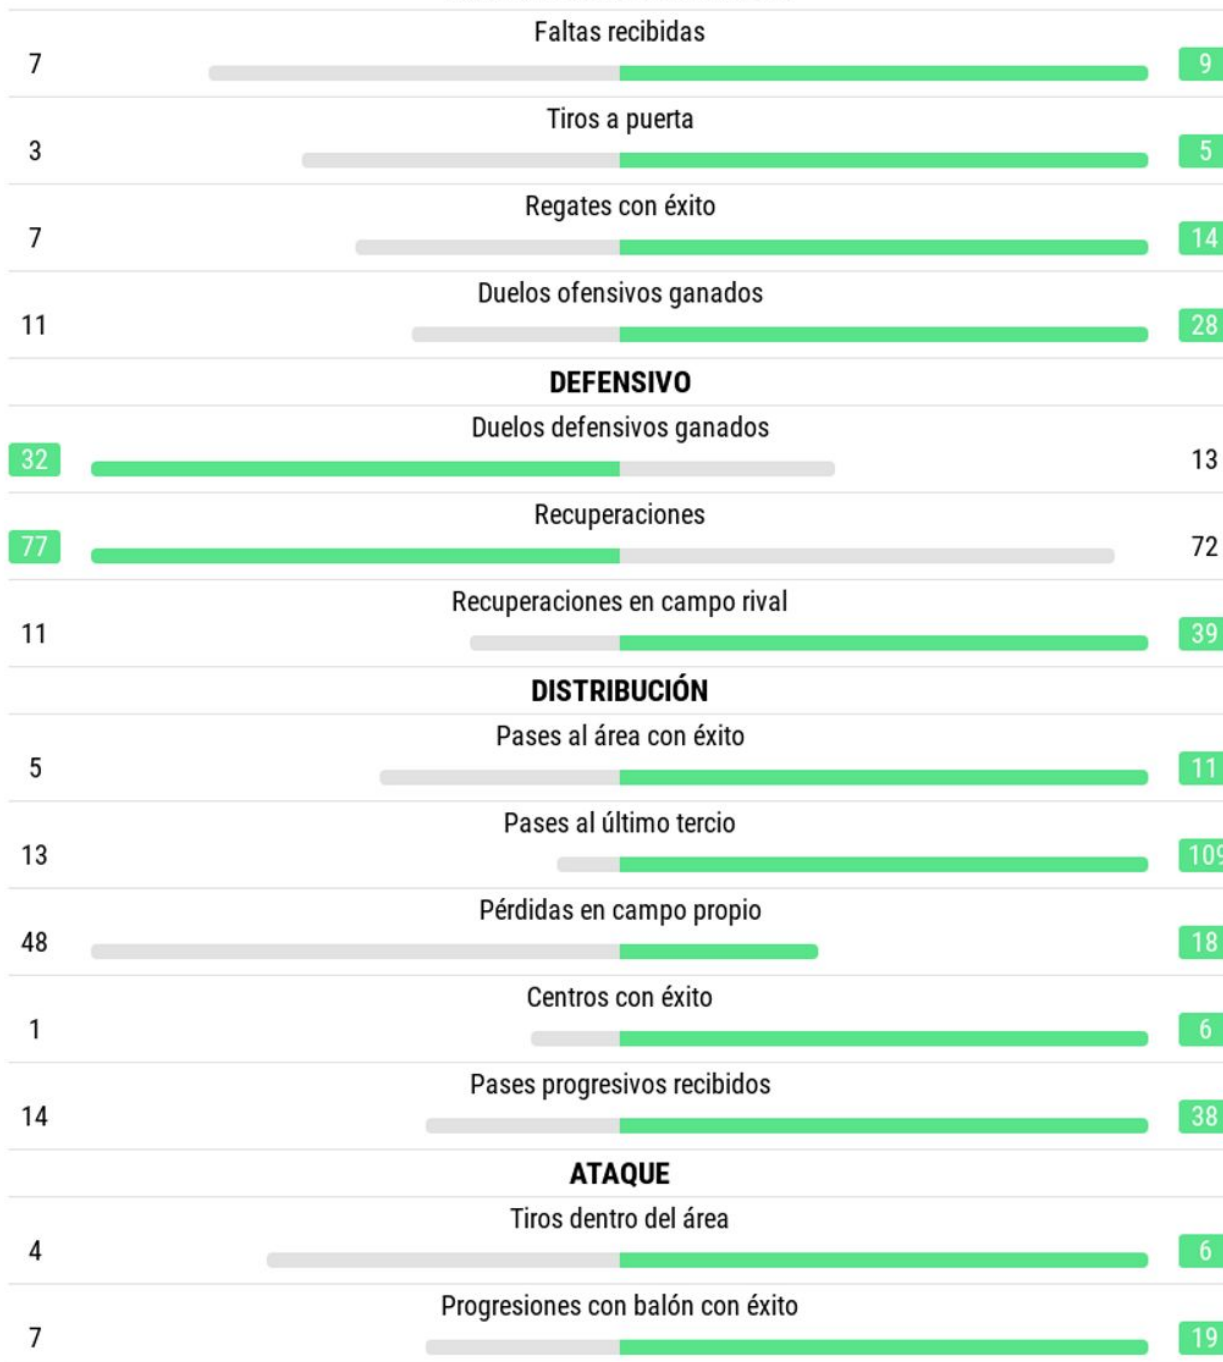 Faltas recibidas
7 9
Tiros a puerta
3 5
Regates con éxito
7 14
Duelos ofensivos ganados
11 28
DEFENSIVO
Duelos defensivos ganados
32 13
Recuperaciones
77 72
Recuperaciones en campo rival
11 39
DISTRIBUCIÓN
Pases al área con éxito
5 11
Pases al último tercio
13 109
Pérdidas en campo propio
48 18
Centros con éxito
1 6
Pases progresivos recibidos
14 38
ATAQUE
Tiros dentro del área
4 6
Progresiones con balón con éxito
7 19